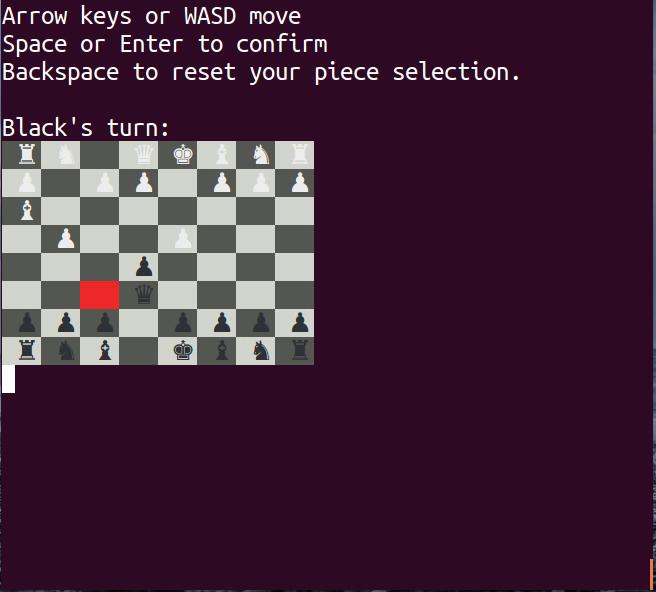 Arrow keys or WASD move
Space or Enter to confirm
Backspace to reset your piece selection.
Black's turn: